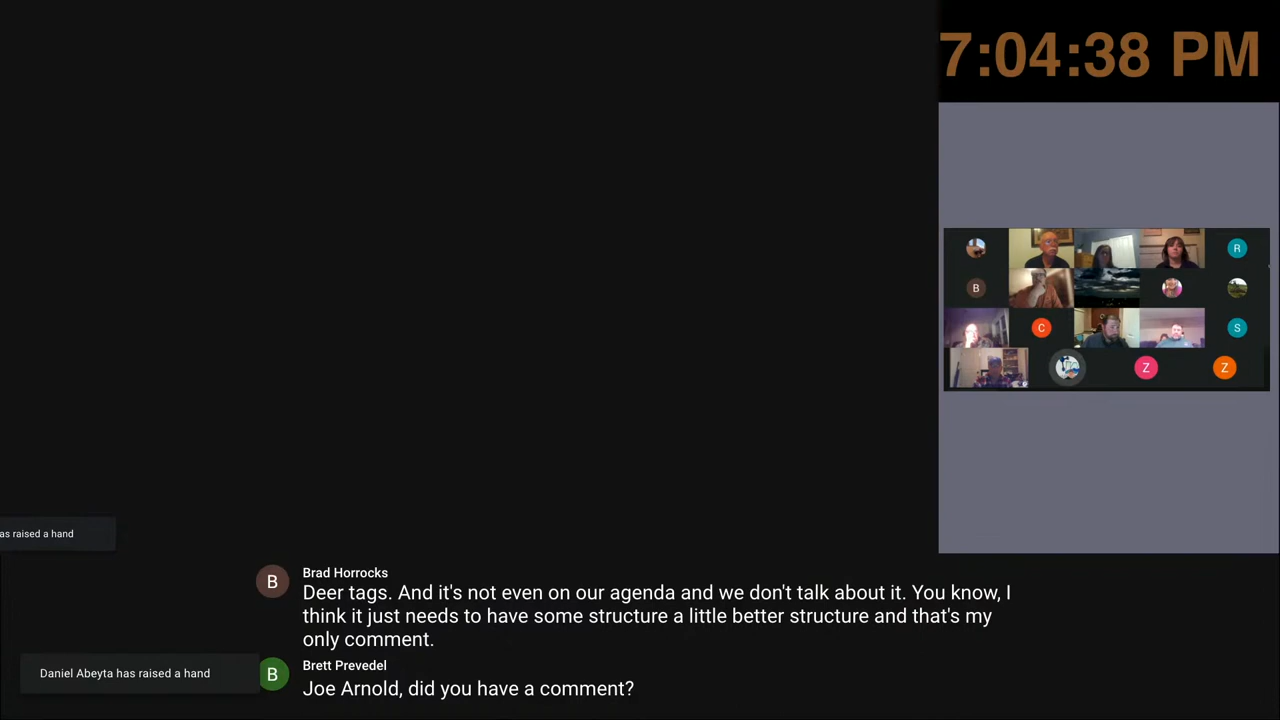 7:04:38 PM
R
B
C
S
Z
Z
as raised a hand
B
Brad Horrocks
Deer tags. And it's not even on our agenda and we don't talk about it. You know, I
think it just needs to have some structure a little better structure and that's my
only comment.
Daniel Abeyta has raised a hand
B
Brett Prevedel
Joe Arnold, did you have a comment?